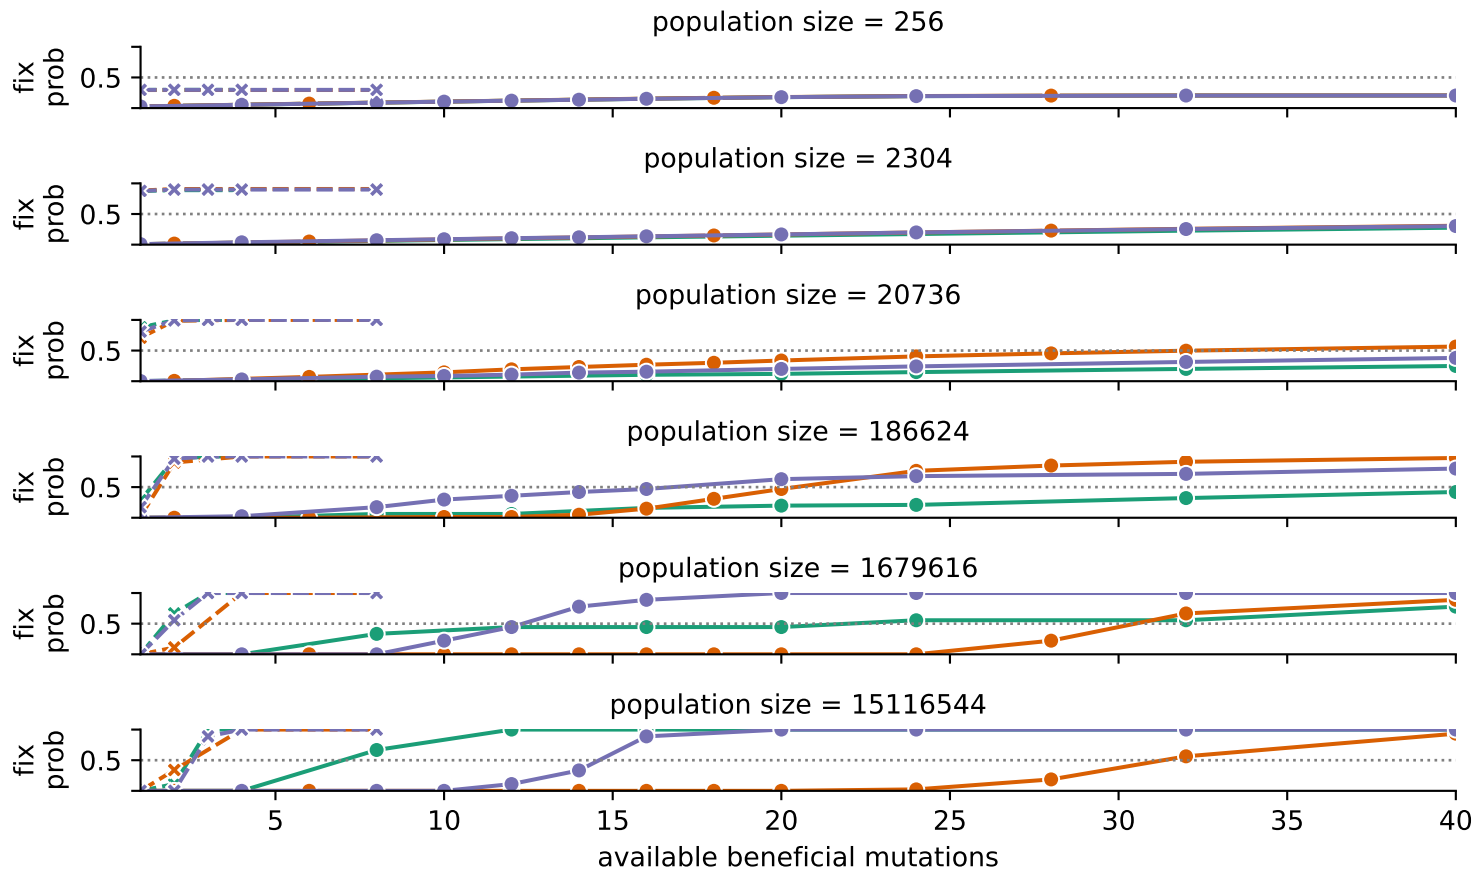 population size = 256
fix
prob
0.5
population size = 2304
fix
prob
0.5
population size = 20736
fix
prob
0.5
population size = 186624
fix
prob
0.5
population size = 1679616
fix
prob
0.5
population size = 15116544
fix
prob
0.5
5 10 15 20 25 30 35 40
available beneficial mutations